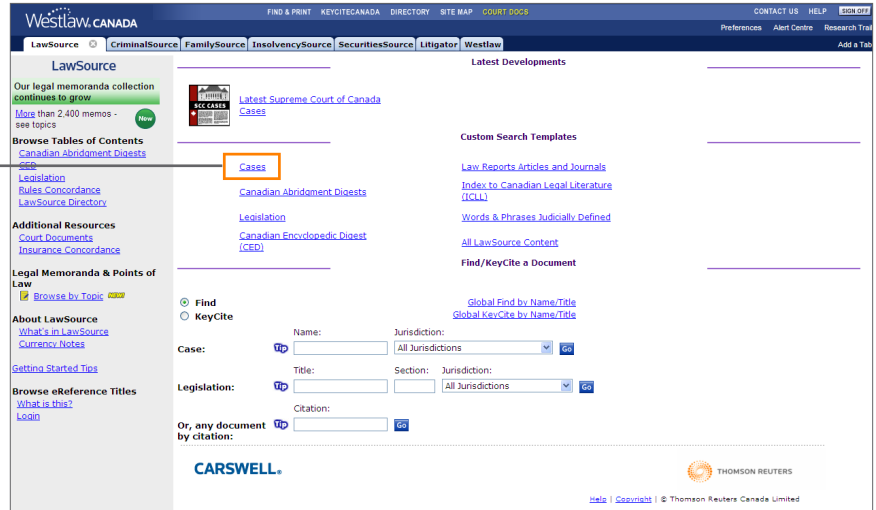 Westlaw. CANADA
FIND & PRINT KEYCITECANADA DIRECTORY SITE MAP COURT DOCS
CONTACT US HELP SIGN OFF
Preferences Alert Centre Research Trail
LawSource CriminalSource FamilySource InsolvencySource SecuritiesSource Litigator Westlaw
Add a Tab
LawSource
Our legal memoranda collection
continues to grow
More than 2,400 memos -
see topics
New
Browse Tables of Contents
Canadian Abridgment Digests
CED
Legislation
Rules Concordance
LawSource Directory
Additional Resources
Court Documents
Insurance Concordance
Legal Memoranda & Points of
Law
Browse by Topic NEW
About LawSource
What's in LawSource
Currency Notes
Getting Started Tips
Browse eReference Titles
What is this?
Login
Latest Developments
SCC CASES
Latest Supreme Court of Canada
Cases
Custom Search Templates
Cases
Law Reports Articles and Journals
Canadian Abridgment Digests
Index to Canadian Legal Literature
(ICLL)
Legislation
Words & Phrases Judicially Defined
Canadian Encyclopedic Digest
(CED)
All LawSource Content
Find/KeyCite a Document
Find
Global Find by Name/Title
KeyCite
Global KeyCite by Name/Title
Name: Jurisdiction:
Case: Tip All Jurisdictions Go
Title: Section: Jurisdiction:
Legislation: Tip All Jurisdictions Go
Citation:
Or, any document Tip Go
by citation:
CARSWELL®
THOMSON REUTERS
Help | Copyright | © Thomson Reuters Canada Limited